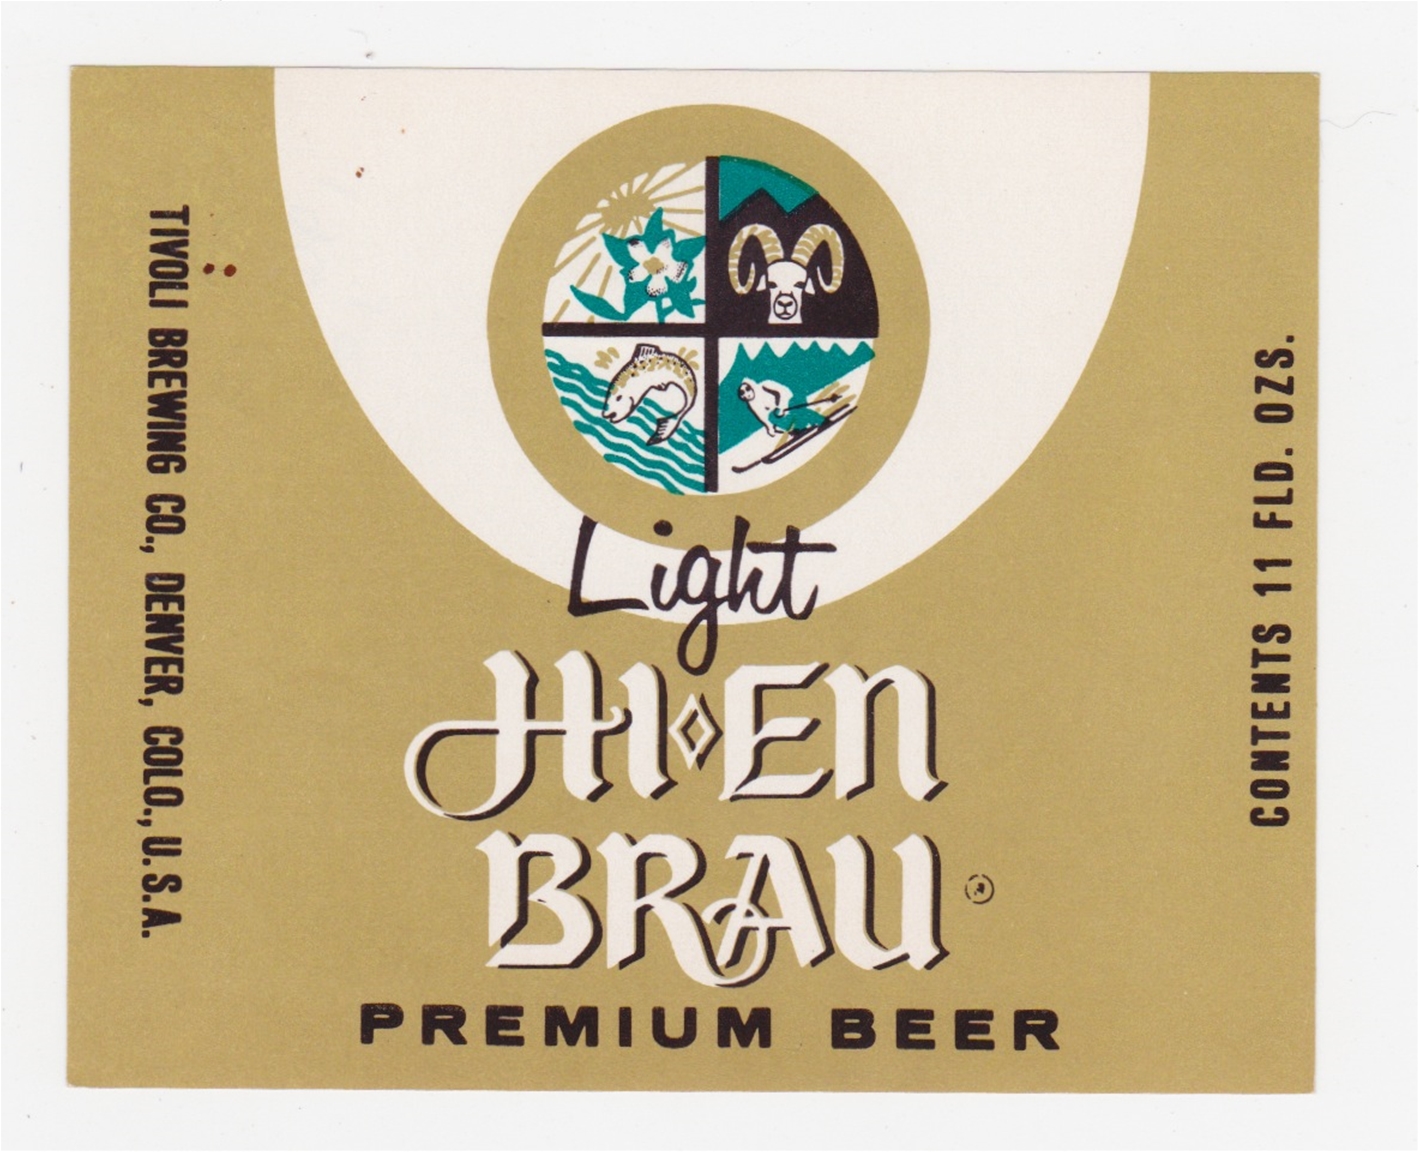 TIVOLI BREWING CO., DENVER, COLO., U.S.A.
Light
HI◊EN
BRAU ®
PREMIUM BEER
CONTENTS 11 FLD. OZS.